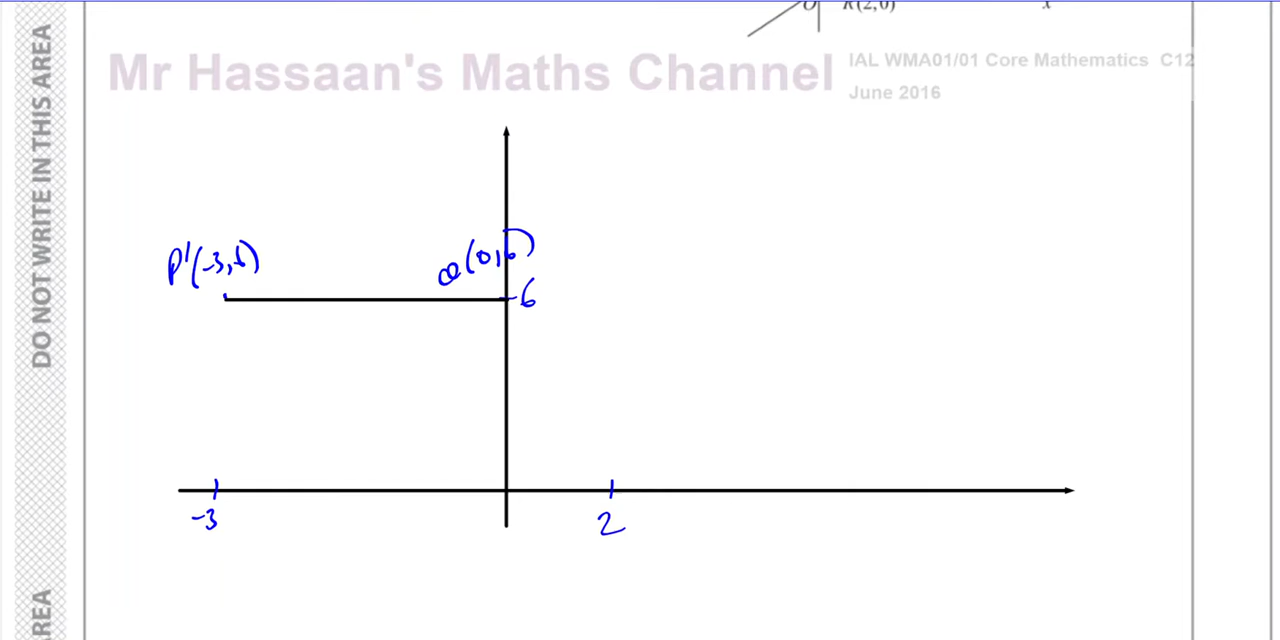 O R(2,0) x
Mr Hassaan's Maths Channel
IAL WMA01/01 Core Mathematics C12
June 2016
DO NOT WRITE IN THIS AREA
P'(-3,6)
(0,6)
6
-3
2
AREA